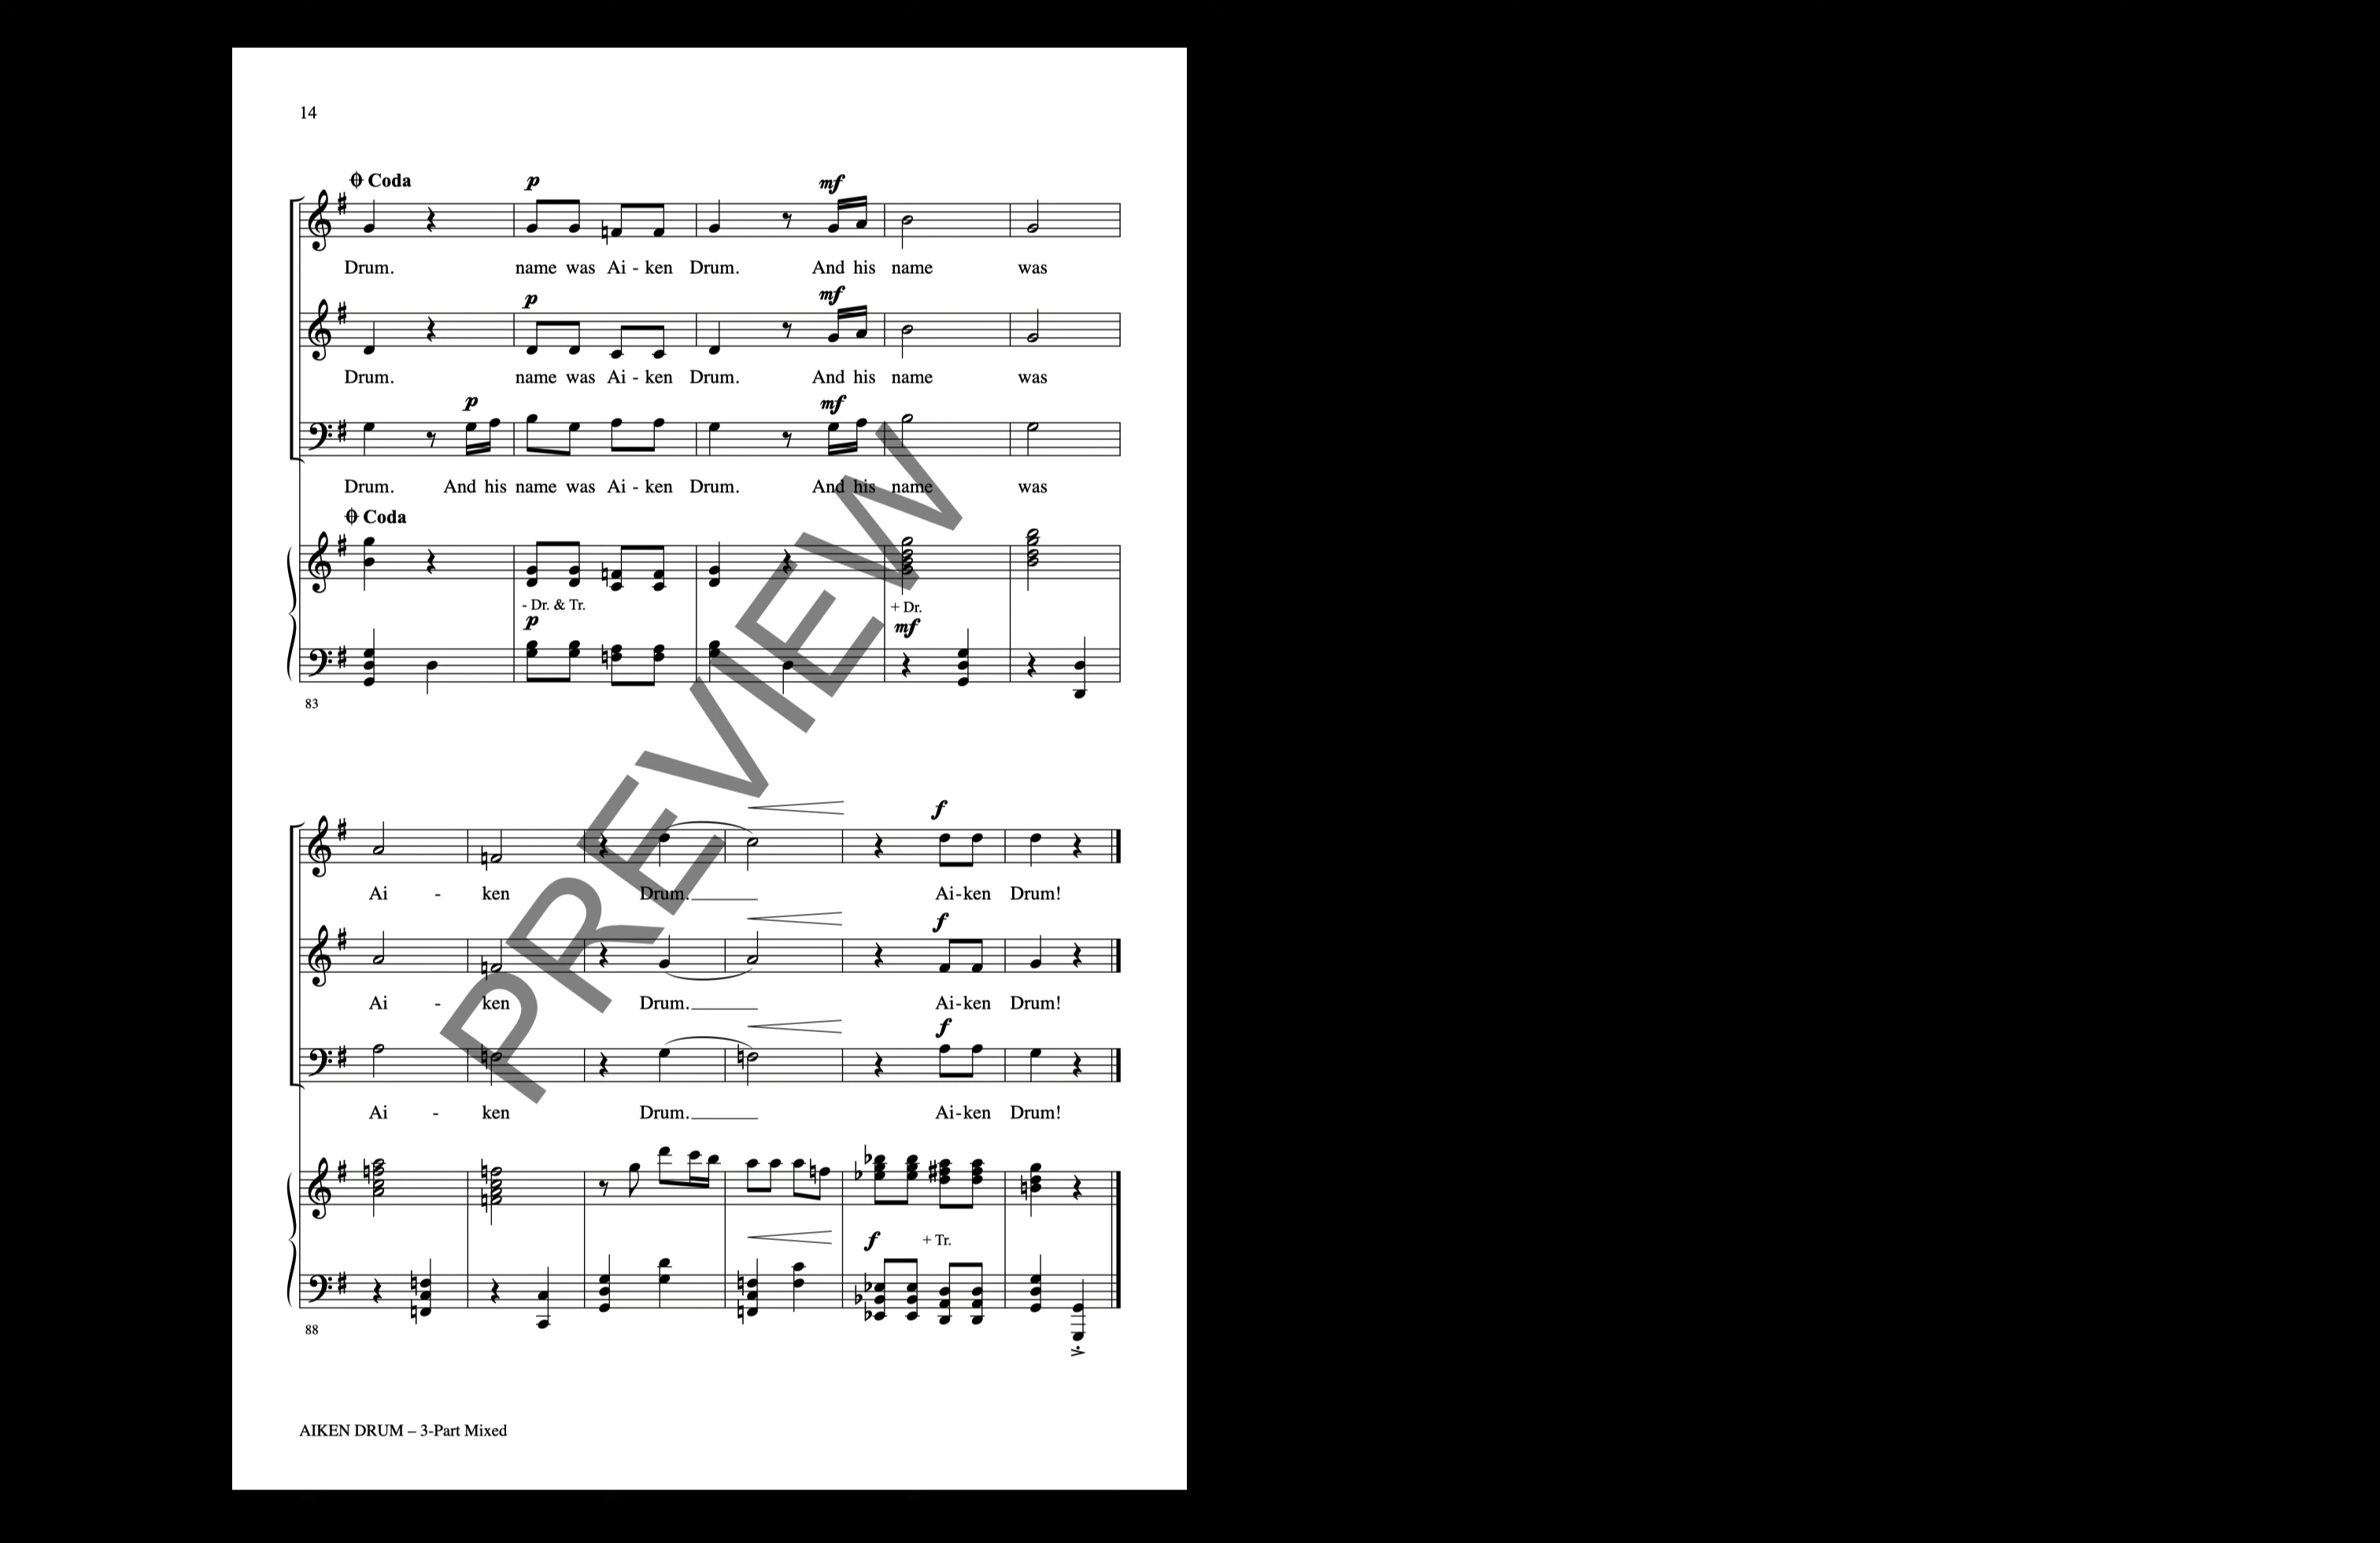 14
Coda p mf
Drum. name was Ai - ken Drum. And his name was
p mf
Drum. name was Ai - ken Drum. And his name was
p mf
Drum. And his name was Ai - ken Drum. And his name was
Coda
- Dr. & Tr. + Dr.
p mf
83
f
Ai - ken Drum. Ai-ken Drum!
f
Ai - ken Drum. Ai-ken Drum!
f
Ai - ken Drum. Ai-ken Drum!
f + Tr.
88
AIKEN DRUM – 3-Part Mixed
PREVIEW